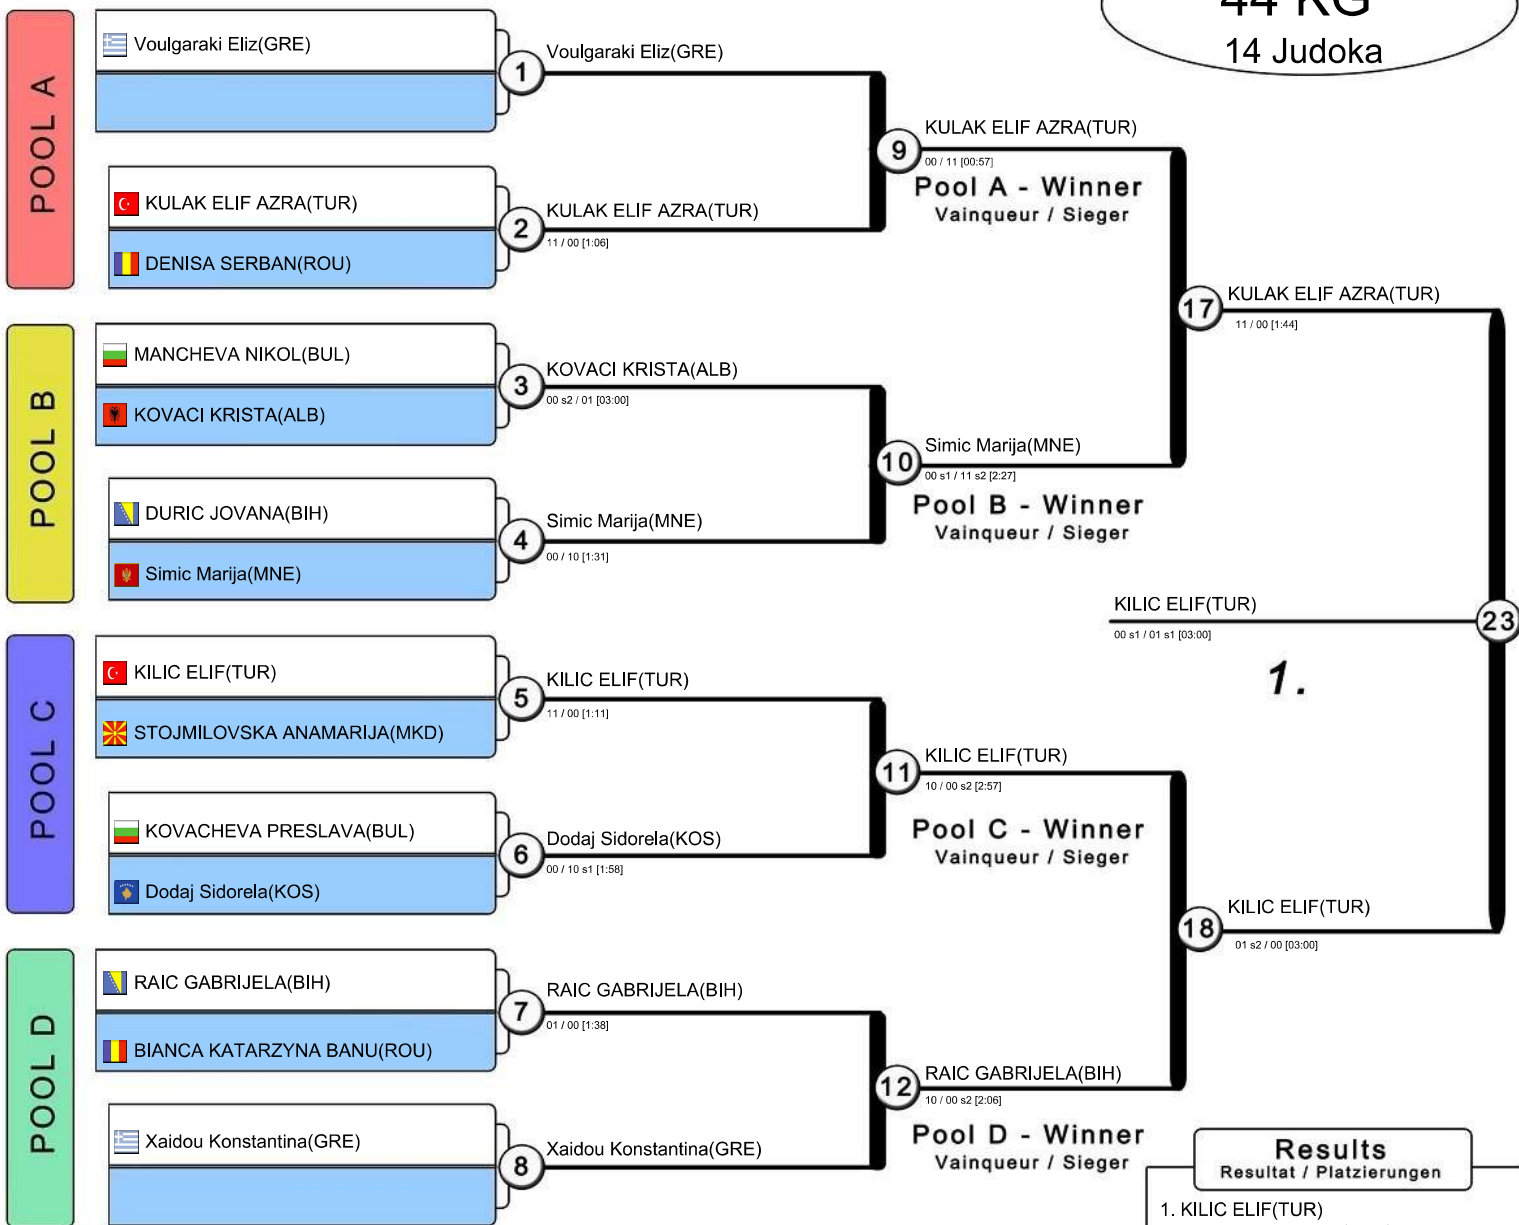 44 KG
14 Judoka
POOL A
Voulgaraki Eliz(GRE)
1
Voulgaraki Eliz(GRE)
KULAK ELIF AZRA(TUR)
DENISA SERBAN(ROU)
2
KULAK ELIF AZRA(TUR)
11 / 00 [1:06]
9
KULAK ELIF AZRA(TUR)
00 / 11 [00:57]
Pool A - Winner
Vainqueur / Sieger
POOL B
MANCHEVA NIKOL(BUL)
KOVACI KRISTA(ALB)
3
KOVACI KRISTA(ALB)
00 s2 / 01 [03:00]
DURIC JOVANA(BIH)
Simic Marija(MNE)
4
Simic Marija(MNE)
00 / 10 [1:31]
10
Simic Marija(MNE)
00 s1 / 11 s2 [2:27]
Pool B - Winner
Vainqueur / Sieger
17
KULAK ELIF AZRA(TUR)
11 / 00 [1:44]
KILIC ELIF(TUR)
00 s1 / 01 s1 [03:00]
23
1.
POOL C
KILIC ELIF(TUR)
STOJMILOVSKA ANAMARIJA(MKD)
5
KILIC ELIF(TUR)
11 / 00 [1:11]
KOVACHEVA PRESLAVA(BUL)
Dodaj Sidorela(KOS)
6
Dodaj Sidorela(KOS)
00 / 10 s1 [1:58]
11
KILIC ELIF(TUR)
10 / 00 s2 [2:57]
Pool C - Winner
Vainqueur / Sieger
18
KILIC ELIF(TUR)
01 s2 / 00 [03:00]
POOL D
RAIC GABRIJELA(BIH)
BIANCA KATARZYNA BANU(ROU)
7
RAIC GABRIJELA(BIH)
01 / 00 [1:38]
Xaidou Konstantina(GRE)
8
Xaidou Konstantina(GRE)
12
RAIC GABRIJELA(BIH)
10 / 00 s2 [2:06]
Pool D - Winner
Vainqueur / Sieger
Results
Resultat / Platzierungen
1. KILIC ELIF(TUR)